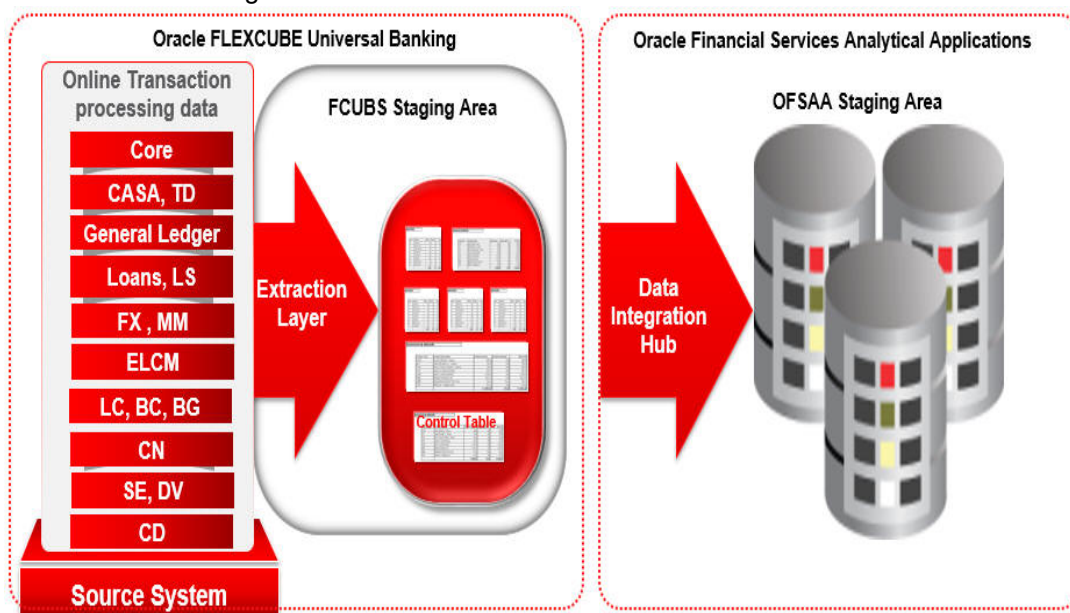 Oracle FLEXCUBE Universal Banking
Oracle Financial Services Analytical Applications
Online Transaction
processing data
Core
CASA, TD
General Ledger
Loans, LS
FX , MM
ELCM
LC, BC, BG
CN
SE, DV
CD
Source System
Extraction
Layer
FCUBS Staging Area
Control Table
Data
Integration
Hub
OFSAA Staging Area